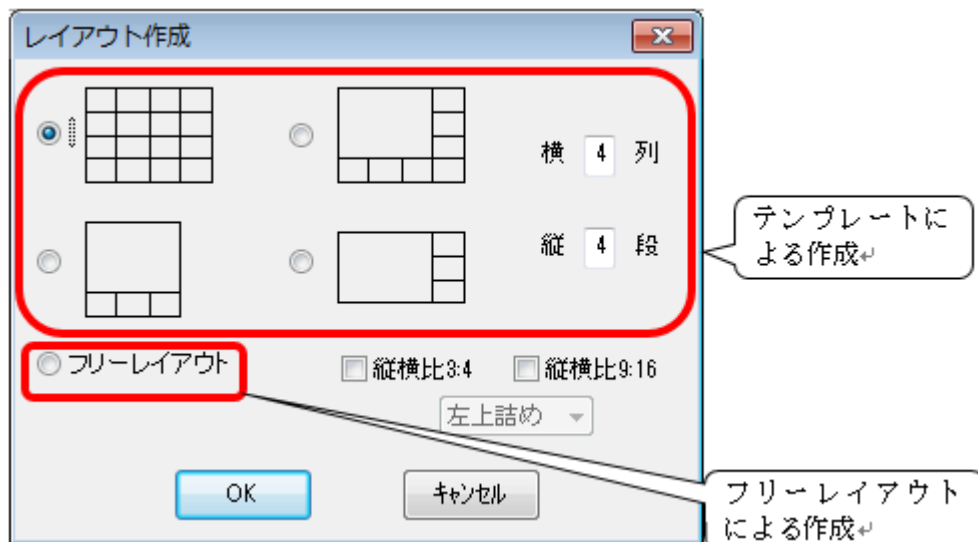 レイアウト作成
横 4 列
縦 4 段
テンプレートに
よる作成↵
フリーレイアウト
縦横比3:4
縦横比9:16
左上詰め
OK
キャンセル
フリーレイアウト
による作成↵